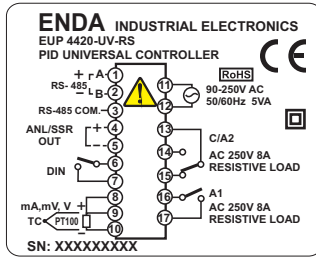 ENDA INDUSTRIAL ELECTRONICS
EUP 4420-UV-RS
PID UNIVERSAL CONTROLLER
CE
RoHS
+ A 1
RS-485
- B 2
RS-485 COM. 3
ANL/SSR OUT + 4
- 5
DIN 6
7
mA,mV, V + 8
TC PT100 9
- 10
11
90-250V AC
50/60Hz 5VA
12
13
C/A2
14
AC 250V 8A
RESISTIVE LOAD
15
16 A1
AC 250V 8A
RESISTIVE LOAD
17
SN: XXXXXXXXX